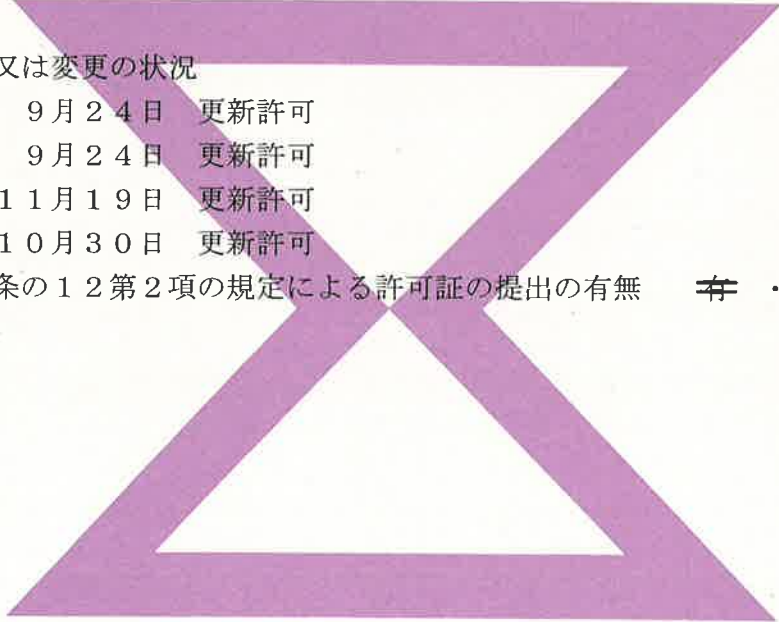 又は変更の状況
９月２４日　更新許可
９月２４日　更新許可
１１月１９日　更新許可
１０月３０日　更新許可
条の１２第２項の規定による許可証の提出の有無　有　・